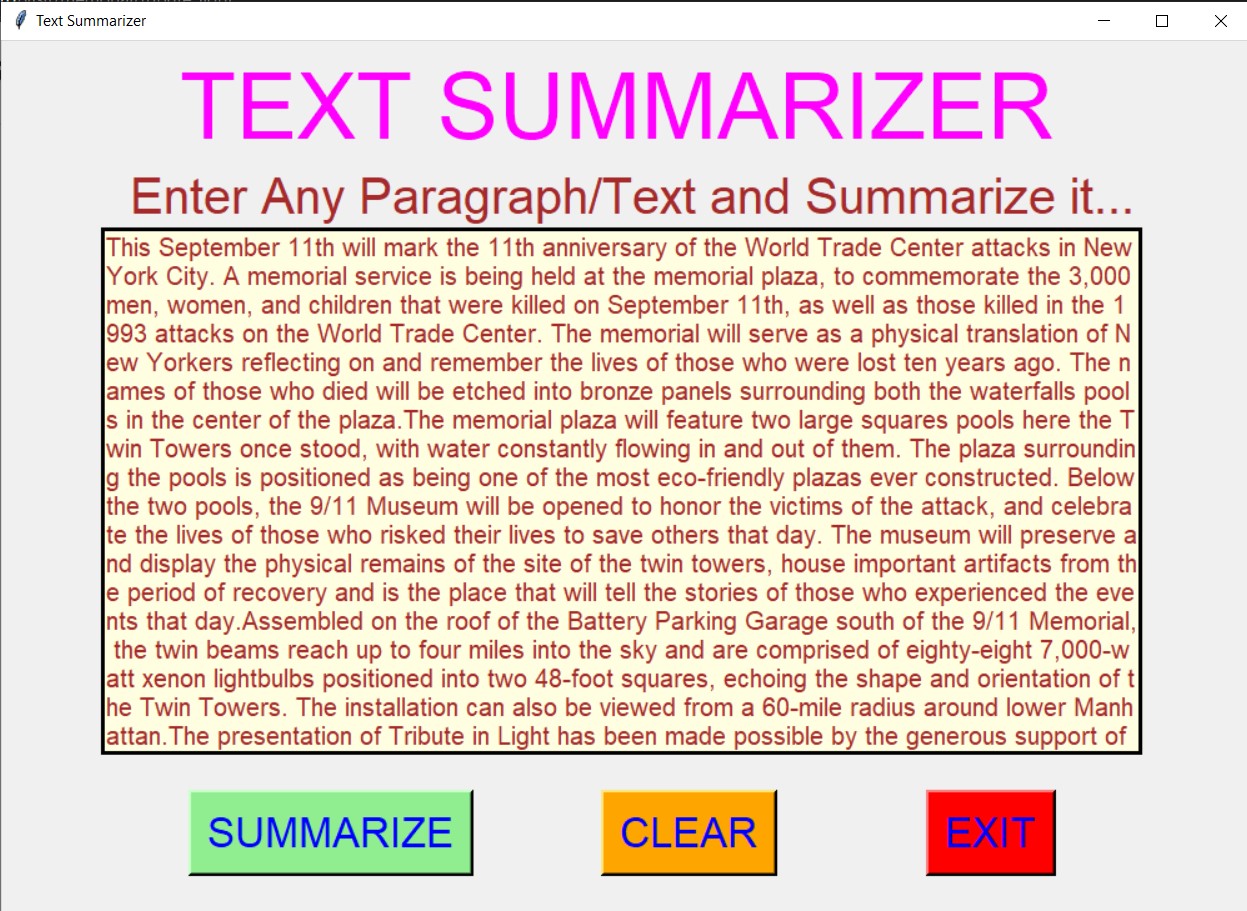 Text Summarizer
TEXT SUMMARIZER
Enter Any Paragraph/Text and Summarize it...
This September 11th will mark the 11th anniversary of the World Trade Center attacks in New
York City. A memorial service is being held at the memorial plaza, to commemorate the 3,000
men, women, and children that were killed on September 11th, as well as those killed in the 1
993 attacks on the World Trade Center. The memorial will serve as a physical translation of N
ew Yorkers reflecting on and remember the lives of those who were lost ten years ago. The n
ames of those who died will be etched into bronze panels surrounding both the waterfalls pool
s in the center of the plaza.The memorial plaza will feature two large squares pools here the T
win Towers once stood, with water constantly flowing in and out of them. The plaza surroundin
g the pools is positioned as being one of the most eco-friendly plazas ever constructed. Below
the two pools, the 9/11 Museum will be opened to honor the victims of the attack, and celebra
te the lives of those who risked their lives to save others that day. The museum will preserve a
nd display the physical remains of the site of the twin towers, house important artifacts from th
e period of recovery and is the place that will tell the stories of those who experienced the eve
nts that day.Assembled on the roof of the Battery Parking Garage south of the 9/11 Memorial,
the twin beams reach up to four miles into the sky and are comprised of eighty-eight 7,000-w
att xenon lightbulbs positioned into two 48-foot squares, echoing the shape and orientation of t
he Twin Towers. The installation can also be viewed from a 60-mile radius around lower Manh
attan.The presentation of Tribute in Light has been made possible by the generous support of
SUMMARIZE
CLEAR
EXIT